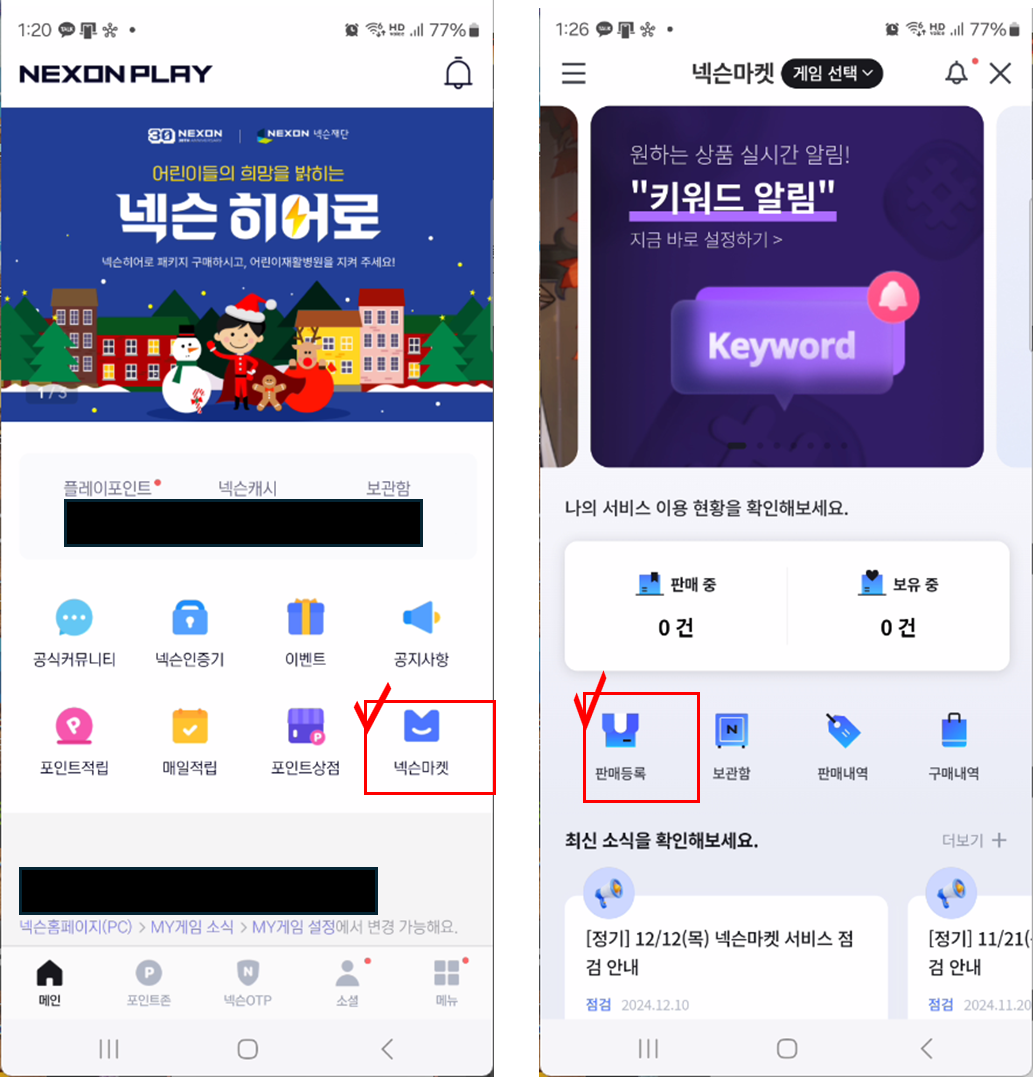 1:20
TALK
HD
VOICE
77%
NEXON PLAY
30 NEXON
NEXON 넥슨재단
어린이들의 희망을 밝히는
넥슨 히어로
넥슨히어로 패키지 구매하시고, 어린이재활병원을 지켜 주세요!
1/3
플레이포인트
넥슨캐시
보관함
공식커뮤니티
넥슨인증기
이벤트
공지사항
포인트적립
매일적립
포인트상점
넥슨마켓
넥슨홈페이지(PC) > MY게임 소식 > MY게임 설정에서 변경 가능해요.
메인
포인트존
넥슨OTP
소셜
메뉴
1:26
TALK
HD
VOICE
77%
넥슨마켓
게임 선택
원하는 상품 실시간 알림!
"키워드 알림"
지금 바로 설정하기 >
Keyword
나의 서비스 이용 현황을 확인해보세요.
판매 중
0 건
보유 중
0 건
판매등록
보관함
판매내역
구매내역
최신 소식을 확인해보세요.
더보기 +
[정기] 12/12(목) 넥슨마켓 서비스 점
검 안내
점검 2024.12.10
[정기] 11/21(
검 안내
점검 2024.11.20